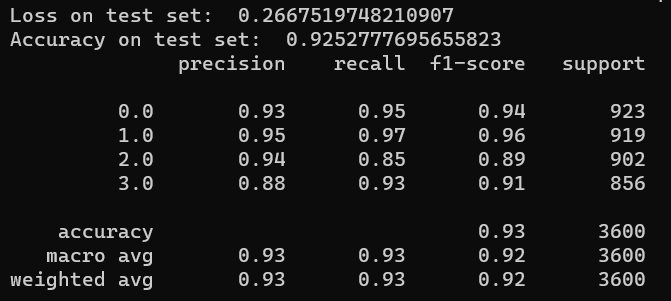 Loss on test set:  0.2667519748210907
Accuracy on test set:  0.9252777695655823
              precision    recall  f1-score   support

         0.0       0.93      0.95      0.94       923
         1.0       0.95      0.97      0.96       919
         2.0       0.94      0.85      0.89       902
         3.0       0.88      0.93      0.91       856

    accuracy                           0.93      3600
   macro avg       0.93      0.93      0.92      3600
weighted avg       0.93      0.93      0.92      3600